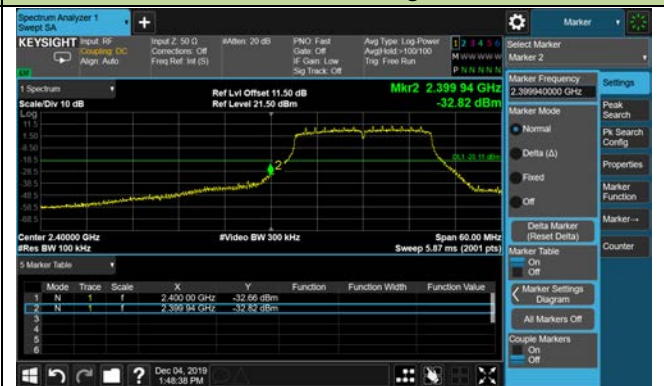 Spectrum Analyzer 1
Swept SA
Marker
KEYSIGHT
Input: RF
Coupling: DC
Align: Auto
Input Z: 50 Ω
Corrections: Off
Freq Ref: Int (S)
#Atten: 20 dB
PNO: Fast
Gate: Off
IF Gain: Low
Sig Track: Off
Avg Type: Log-Power
Avg|Hold:>100/100
Trig: Free Run
1 2 3 4 5 6
M W W W W W
P N N N N N
Select Marker
Marker 2
1 Spectrum
Scale/Div 10 dB
Log
Ref Lvl Offset 11.50 dB
Ref Level 21.50 dBm
Mkr2 2.399 94 GHz
-32.82 dBm
11.5
1.50
-8.50
-18.5
-28.5
-38.5
-48.5
-58.5
-68.5
2
Center 2.40000 GHz
#Res BW 100 kHz
#Video BW 300 kHz
Span 60.00 MHz
Sweep 5.87 ms (2001 pts)
Marker Frequency
2.399940000 GHz
Marker Mode
Normal
Delta (Δ)
Fixed
Off
Delta Marker
(Reset Delta)
Marker Table
On
Off
Marker Settings
Diagram
All Markers Off
Couple Markers
On
Off
Settings
Peak
Search
Pk Search
Config
Properties
Marker
Function
Marker→
Counter
5 Marker Table
Mode Trace Scale X Y Function Function Width Function Value
1 N 1 f 2.400 00 GHz -32.66 dBm
2 N 1 f 2.399 94 GHz -32.82 dBm
3
4
5
6
Dec 04, 2019
1:48:38 PM